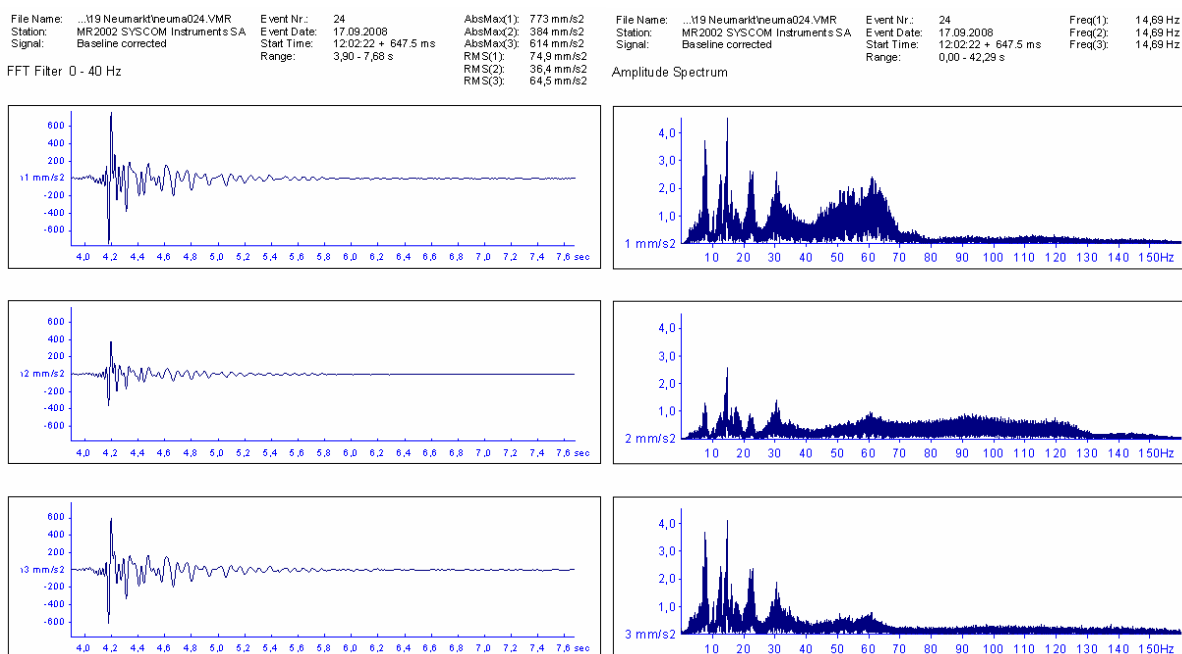 File Name: ...\19 Neumarkt\neuma024.VMR Event Nr.: 24 AbsMax(1): 773 mm/s2
Station: MR2002 SYSCOM Instruments SA Event Date: 17.09.2008 AbsMax(2): 384 mm/s2
Signal: Baseline corrected Start Time: 12:02:22 + 647.5 ms AbsMax(3): 614 mm/s2
Range: 3,90 - 7,68 s RMS(1): 74,9 mm/s2
RMS(2): 36,4 mm/s2
FFT Filter 0 - 40 Hz RMS(3): 64,5 mm/s2
600
400
200
1 mm/s2
-200
-400
-600
4,0 4,2 4,4 4,6 4,8 5,0 5,2 5,4 5,6 5,8 6,0 6,2 6,4 6,6 6,8 7,0 7,2 7,4 7,6 sec
600
400
200
2 mm/s2
-200
-400
-600
4,0 4,2 4,4 4,6 4,8 5,0 5,2 5,4 5,6 5,8 6,0 6,2 6,4 6,6 6,8 7,0 7,2 7,4 7,6 sec
600
400
200
3 mm/s2
-200
-400
-600
4,0 4,2 4,4 4,6 4,8 5,0 5,2 5,4 5,6 5,8 6,0 6,2 6,4 6,6 6,8 7,0 7,2 7,4 7,6 sec
File Name: ...\19 Neumarkt\neuma024.VMR Event Nr.: 24 Freq(1): 14,69 Hz
Station: MR2002 SYSCOM Instruments SA Event Date: 17.09.2008 Freq(2): 14,69 Hz
Signal: Baseline corrected Start Time: 12:02:22 + 647.5 ms Freq(3): 14,69 Hz
Range: 0,00 - 42,29 s
Amplitude Spectrum
4,0
3,0
2,0
1,0
1 mm/s2
10 20 30 40 50 60 70 80 90 100 110 120 130 140 150Hz
4,0
3,0
2,0
1,0
2 mm/s2
10 20 30 40 50 60 70 80 90 100 110 120 130 140 150Hz
4,0
3,0
2,0
1,0
3 mm/s2
10 20 30 40 50 60 70 80 90 100 110 120 130 140 150Hz